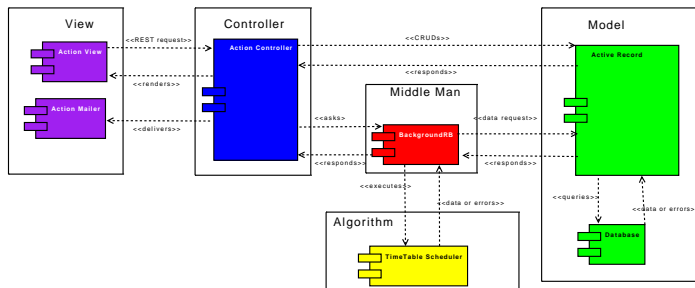 View
Controller
Model
<<REST request>>
<<CRUDs>>
Action View
Action Controller
Active Record
<<renders>>
<<responds>>
Middle Man
Action Mailer
<<delivers>>
<<asks>>
BackgroundRB
<<data request>>
<<responds>>
<<responds>>
<<executes>>
<<data or errors>>
<<queries>>
<<data or errors>>
Algorithm
Database
TimeTable Scheduler